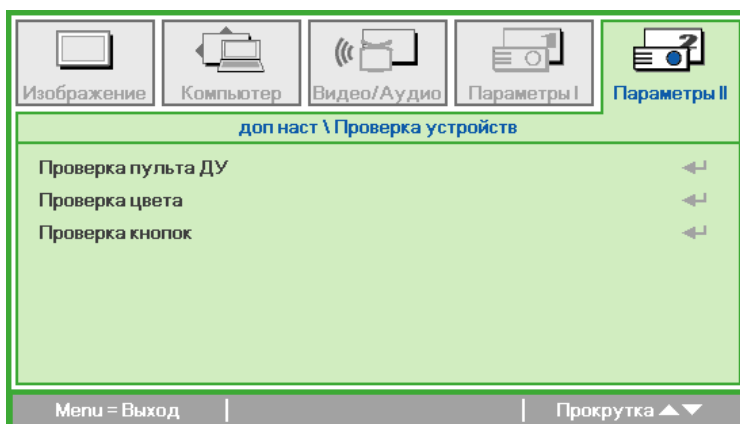 Изображение
Компьютер
Видео/Аудио
Параметры I
Параметры II
доп наст \ Проверка устройств
Проверка пульта ДУ
Проверка цвета
Проверка кнопок
Menu = Выход
Прокрутка ▲▼